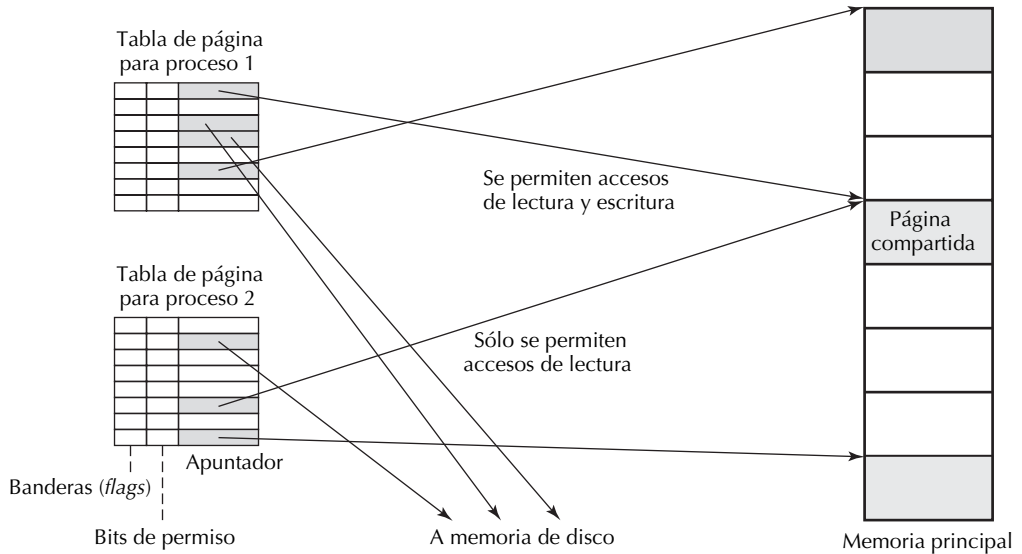 Tabla de página
para proceso 1
Se permiten accesos
de lectura y escritura
Página
compartida
Tabla de página
para proceso 2
Sólo se permiten
accesos de lectura
Apuntador
Banderas (flags)
Bits de permiso
A memoria de disco
Memoria principal